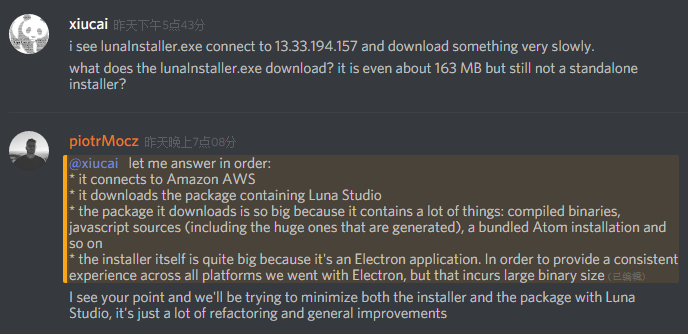 xiucai 昨天下午5点43分
i see lunaInstaller.exe connect to 13.33.194.157 and download something very slowly.
what does the lunaInstaller.exe download? it is even about 163 MB but still not a standalone
installer?
piotrMocz 昨天晚上7点08分
@xiucai let me answer in order:
* it connects to Amazon AWS
* it downloads the package containing Luna Studio
* the package it downloads is so big because it contains a lot of things: compiled binaries,
javascript sources (including the huge ones that are generated), a bundled Atom installation and
so on
* the installer itself is quite big because it's an Electron application. In order to provide a consistent
experience across all platforms we went with Electron, but that incurs large binary size (已编辑)
I see your point and we'll be trying to minimize both the installer and the package with Luna
Studio, it's just a lot of refactoring and general improvements